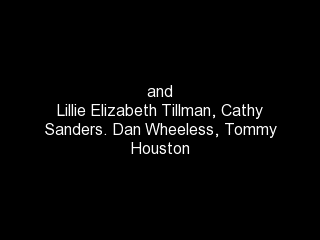 and
Lillie Elizabeth Tillman, Cathy
Sanders. Dan Wheeless, Tommy
Houston